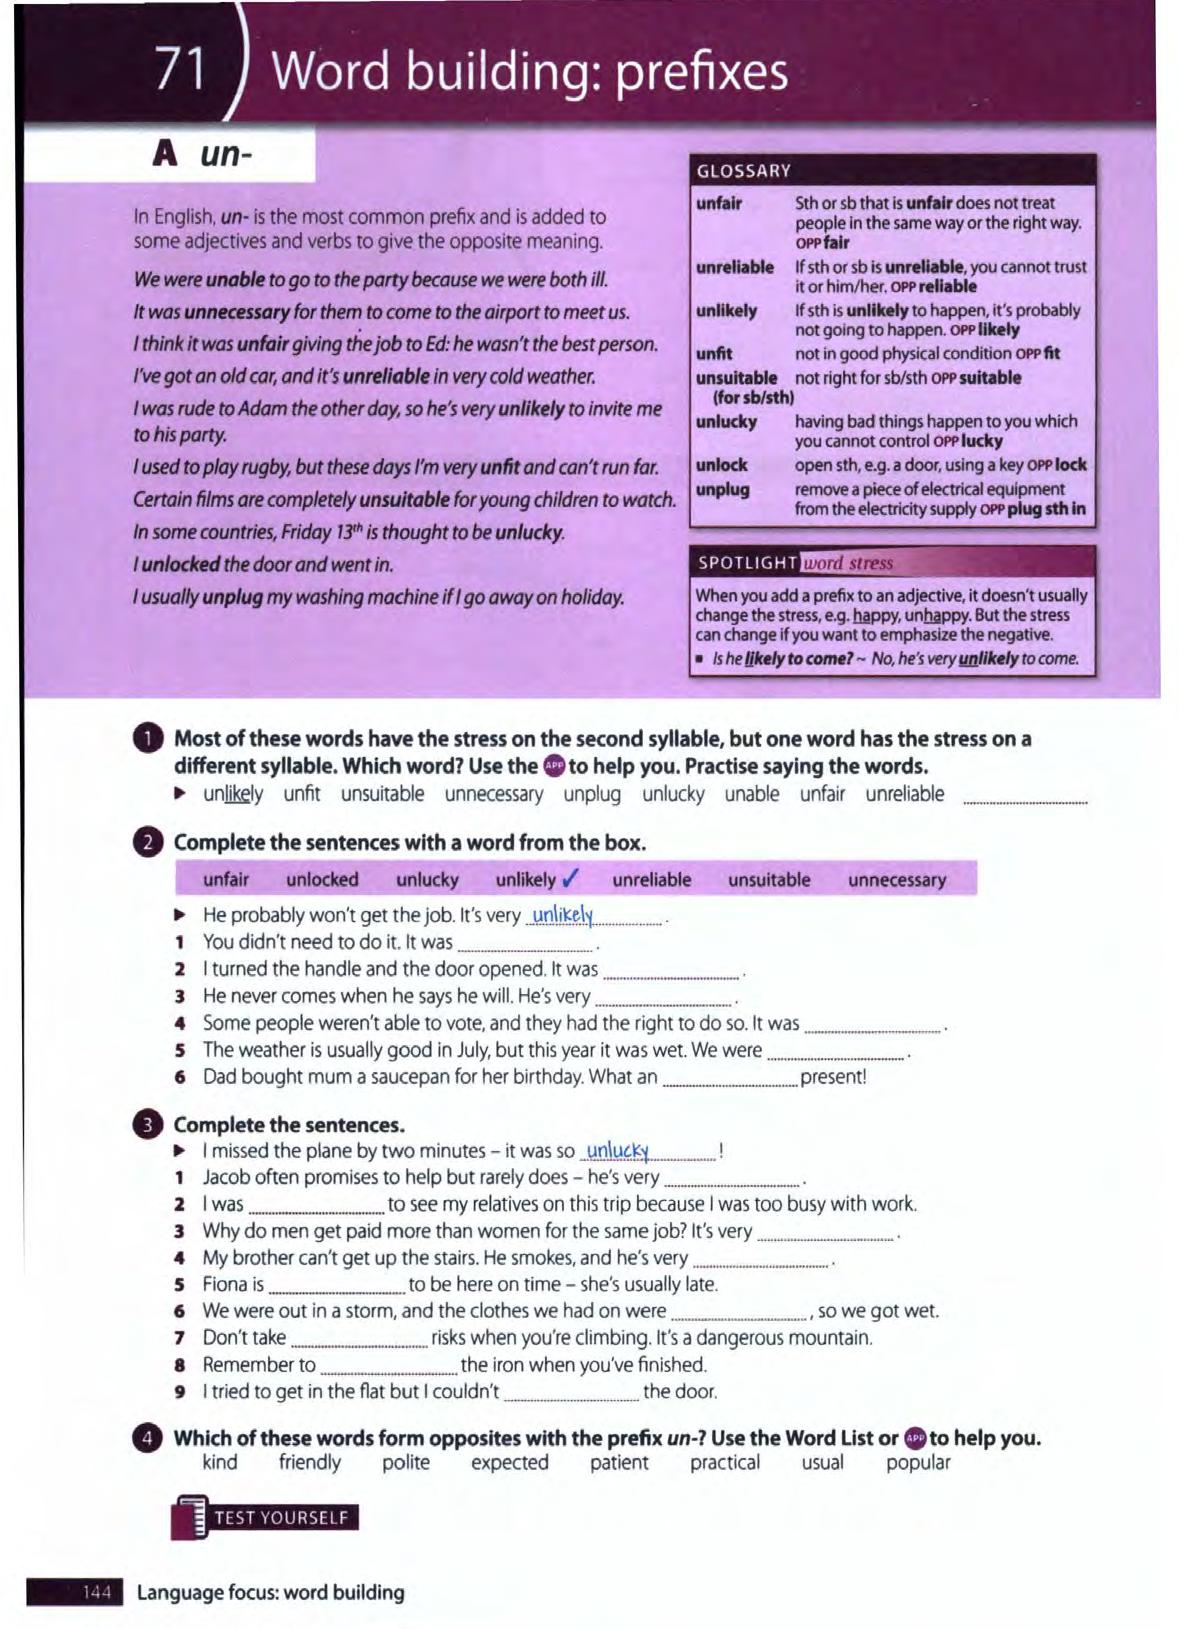 71 Word building: prefixes
A un-
In English, un- is the most common prefix and is added to
some adjectives and verbs to give the opposite meaning.
We were unable to go to the party because we were both ill.
It was unnecessary for them to come to the airport to meet us.
I think it was unfair giving the job to Ed: he wasn't the best person.
I've got an old car, and it's unreliable in very cold weather.
I was rude to Adam the other day, so he's very unlikely to invite me
to his party.
I used to play rugby, but these days I'm very unfit and can't run far.
Certain films are completely unsuitable for young children to watch.
In some countries, Friday 13th is thought to be unlucky.
I unlocked the door and went in.
I usually unplug my washing machine if I go away on holiday.
GLOSSARY
unfair Sth or sb that is unfair does not treat
people in the same way or the right way.
OPP fair
unreliable If sth or sb is unreliable, you cannot trust
it or him/her. OPP reliable
unlikely If sth is unlikely to happen, it's probably
not going to happen. OPP likely
unfit not in good physical condition OPP fit
unsuitable not right for sb/sth OPP suitable
(for sb/sth)
unlucky having bad things happen to you which
you cannot control OPP lucky
unlock open sth, e.g. a door, using a key OPP lock
unplug remove a piece of electrical equipment
from the electricity supply OPP plug sth in
SPOTLIGHT word stress
When you add a prefix to an adjective, it doesn't usually
change the stress, e.g. happy, unhappy. But the stress
can change if you want to emphasize the negative.
▪ Is he likely to come? ~ No, he's very unlikely to come.
1 Most of these words have the stress on the second syllable, but one word has the stress on a
different syllable. Which word? Use the APP to help you. Practise saying the words.
▶ unlikely unfit unsuitable unnecessary unplug unlucky unable unfair unreliable
2 Complete the sentences with a word from the box.
unfair unlocked unlucky unlikely ✓ unreliable unsuitable unnecessary
▶ He probably won't get the job. It's very unlikely.
1 You didn't need to do it. It was .
2 I turned the handle and the door opened. It was .
3 He never comes when he says he will. He's very .
4 Some people weren't able to vote, and they had the right to do so. It was .
5 The weather is usually good in July, but this year it was wet. We were .
6 Dad bought mum a saucepan for her birthday. What an present!
3 Complete the sentences.
▶ I missed the plane by two minutes – it was so unlucky!
1 Jacob often promises to help but rarely does – he's very .
2 I was to see my relatives on this trip because I was too busy with work.
3 Why do men get paid more than women for the same job? It's very .
4 My brother can't get up the stairs. He smokes, and he's very .
5 Fiona is to be here on time – she's usually late.
6 We were out in a storm, and the clothes we had on were , so we got wet.
7 Don't take risks when you're climbing. It's a dangerous mountain.
8 Remember to the iron when you've finished.
9 I tried to get in the flat but I couldn't the door.
4 Which of these words form opposites with the prefix un-? Use the Word List or APP to help you.
kind friendly polite expected patient practical usual popular
TEST YOURSELF
144 Language focus: word building